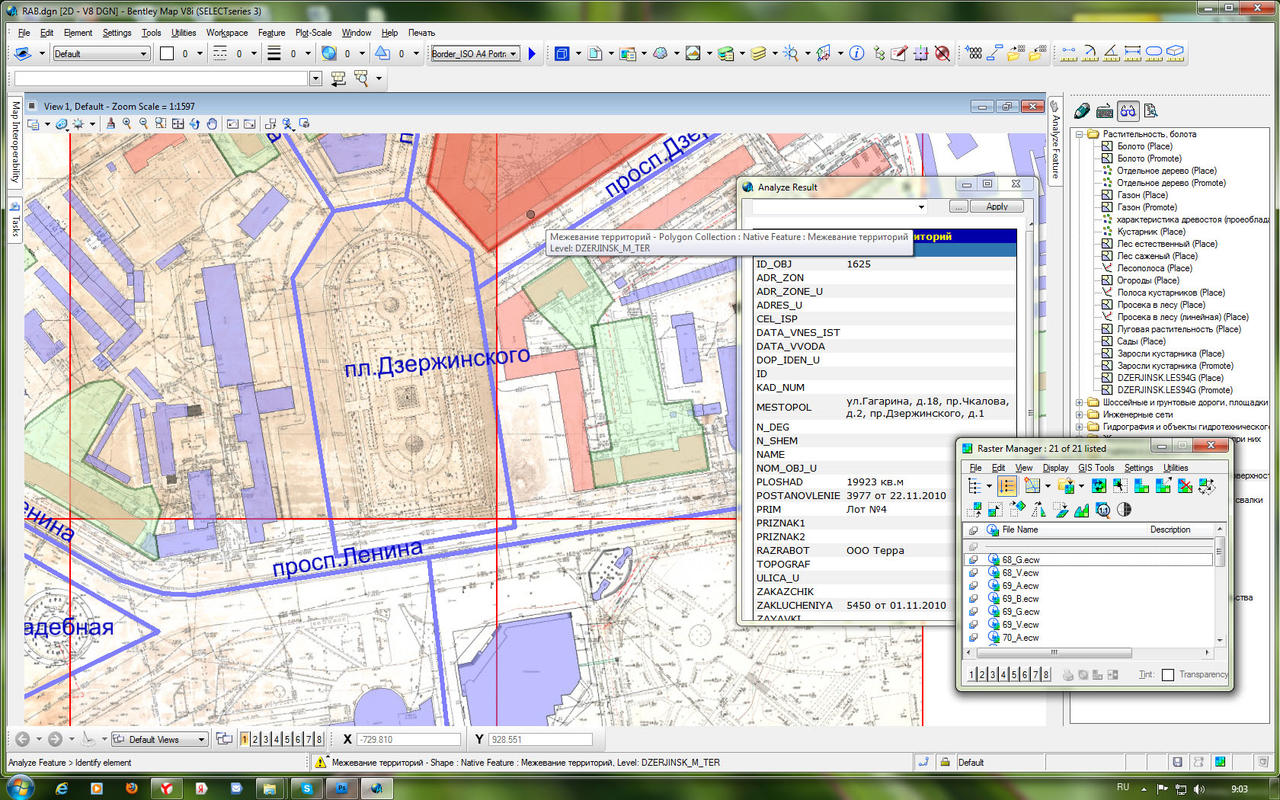 RAB.dgn [2D - V8 DGN] - Bentley Map V8i (SELECTseries 3)
File Edit Element Settings Tools Utilities Workspace Feature Plot-Scale Window Help Печать
Default 0 0 0 0 0 Border_ISO A4 Portr
View 1, Default - Zoom Scale = 1:1597
Map Interoperability
Tasks
просп.Дзе
пл.Дзержинского
просп.Ленина
енина
адебная
Межевание территорий - Polygon Collection : Native Feature : Межевание территорий
Level: DZERJINSK_M_TER
Analyze Feature
Analyze Result
... Apply
иторий
ID_OBJ 1625
ADR_ZON
ADR_ZONE_U
ADRES_U
CEL_ISP
DATA_VNES_IST
DATA_VVODA
DOP_IDEN_U
ID
KAD_NUM
MESTOPOL ул.Гагарина, д.18, пр.Чкалова,
д.2, пр.Дзержинского, д.1
N_DEG
N_SHEM
NAME
NOM_OBJ_U
PLOSHAD 19923 кв.м
POSTANOVLENIE 3977 от 22.11.2010
PRIM Лот №4
PRIZNAK1
PRIZNAK2
RAZRABOT ООО Терра
TOPOGRAF
ULICA_U
ZAKAZCHIK
ZAKLUCHENIYA 5450 от 01.11.2010
ZAYAVKI
Растительность, болота
Болото (Place)
Болото (Promote)
Отдельное дерево (Place)
Отдельное дерево (Promote)
Газон (Place)
Газон (Promote)
характеристика древостоя (преоблад
Кустарник (Place)
Лес естественный (Place)
Лес саженый (Place)
Лесополоса (Place)
Огороды (Place)
Полоса кустарников (Place)
Просека в лесу (Place)
Просека в лесу (линейная) (Place)
Луговая растительность (Place)
Сады (Place)
Заросли кустарника (Place)
Заросли кустарника (Promote)
DZERJINSK.LES94G (Place)
DZERJINSK.LES94G (Promote)
Шоссейные и грунтовые дороги, площадки
Инженерные сети
Гидрография и объекты гидротехническог
при них
верхност
свалки
ства
Raster Manager : 21 of 21 listed
File Edit View Display GIS Tools Settings Utilities
File Name Description
68_G.ecw
68_V.ecw
69_A.ecw
69_B.ecw
69_G.ecw
69_V.ecw
70_A.ecw
1 2 3 4 5 6 7 8 Tint: Transparency
Default Views 1 2 3 4 5 6 7 8 X -729.810 Y 928.551
Analyze Feature > Identify element Межевание территорий - Shape : Native Feature : Межевание территорий, Level: DZERJINSK_M_TER Default
RU 9:03